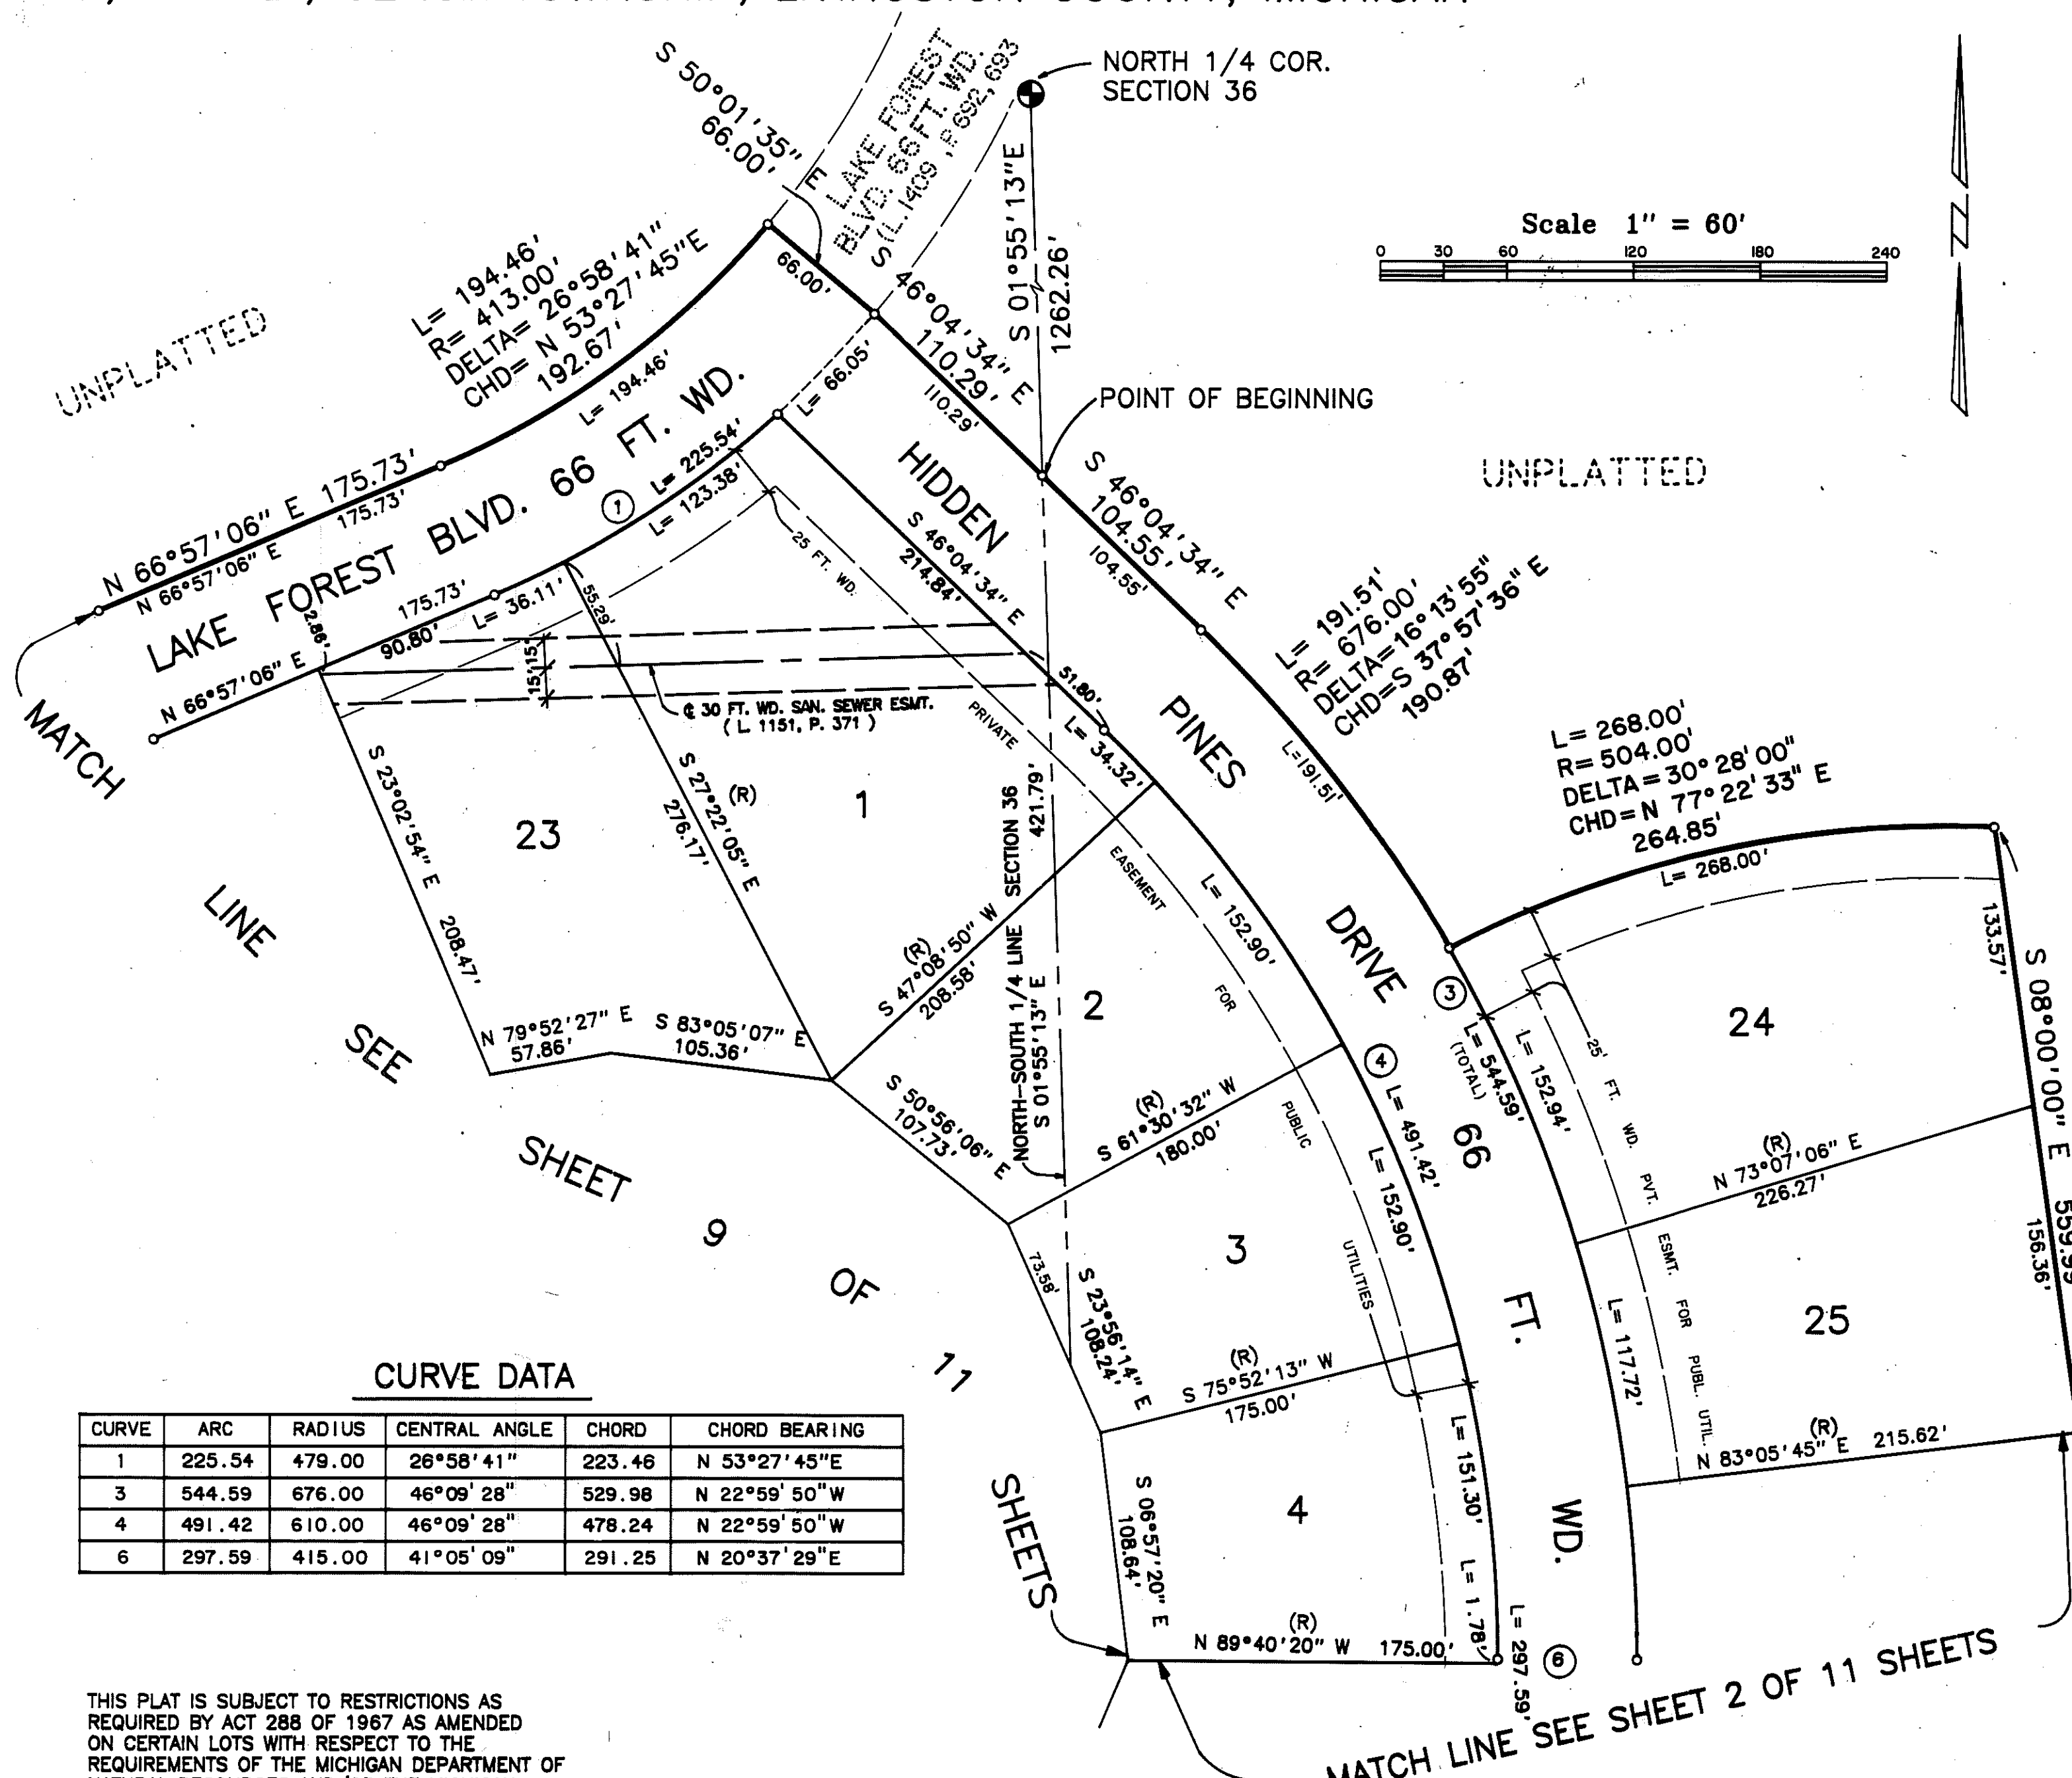 S 50°01'35" E
66.00'
LAKE FOREST
BLVD. 66 FT. WD.
(L.1409, P. 692,693
NORTH 1/4 COR.
SECTION 36
S 01°55'13"E
1262.26'
Scale 1" = 60'
0 30 60 120 180 240
N
UNPLATTED
L= 194.46'
R= 413.00'
DELTA= 26°58'41"
CHD= N 53°27'45"E
192.67'
L= 194.46'
66.00'
S 46°04'34" E
110.29'
110.29'
L= 66.05'
POINT OF BEGINNING
UNPLATTED
S 46°04'34" E
104.55'
104.55'
N 66°57'06" E 175.73'
N 66°57'06" E 175.73'
LAKE FOREST BLVD. 66 FT. WD.
1
L= 225.54'
L= 123.38'
L= 36.11'
175.73'
90.80'
2.86'
N 66°57'06" E
55.29'
15' 15'
℄ 30 FT. WD. SAN. SEWER ESMT.
( L. 1151, P. 371 )
25 FT. WD.
PRIVATE
EASEMENT
FOR
PUBLIC
UTILITIES
S 46°04'34" E
214.84'
51.80'
L= 34.32'
HIDDEN PINES DRIVE 66 FT. WD.
L= 191.51'
R= 676.00'
DELTA=16°13'55"
CHD=S 37°57'36" E
190.87'
L=191.51'
L= 268.00'
R= 504.00'
DELTA=30°28'00"
CHD= N 77°22'33" E
264.85'
L= 268.00'
MATCH LINE SEE SHEET 9 OF 11 SHEETS
S 23°02'54" E 208.47'
23
S 27°22'05" E
(R)
276.17'
1
N 79°52'27" E
57.86'
S 83°05'07" E
105.36'
(R)
S 47°08'50" W
208.58'
NORTH-SOUTH 1/4 LINE SECTION 36
S 01°55'13" E
421.79'
2
L= 152.90'
S 50°56'06" E
107.73'
(R)
S 61°30'32" W
180.00'
4
L= 491.42'
L= 152.90'
3
73.58'
S 23°56'14" E
108.24'
(R)
S 75°52'13" W
175.00'
L= 151.30'
4
S 06°57'20" E
108.64'
(R)
N 89°40'20" W 175.00'
L= 1.78'
L= 297.59'
6
3
L= 544.59'
(TOTAL)
L= 152.94'
25' FT. WD. PVT. ESMT. FOR PUBL. UTIL.
24
133.57'
S 08°00'00" E
(R)
N 73°07'06" E
226.27'
L= 117.72'
25
156.36'
(R)
N 83°05'45" E 215.62'
MATCH LINE SEE SHEET 2 OF 11 SHEETS
CURVE DATA
CURVE ARC RADIUS CENTRAL ANGLE CHORD CHORD BEARING
1 225.54 479.00 26°58'41" 223.46 N 53°27'45"E
3 544.59 676.00 46°09'28" 529.98 N 22°59'50"W
4 491.42 610.00 46°09'28" 478.24 N 22°59'50"W
6 297.59 415.00 41°05'09" 291.25 N 20°37'29"E
THIS PLAT IS SUBJECT TO RESTRICTIONS AS
REQUIRED BY ACT 288 OF 1967 AS AMENDED
ON CERTAIN LOTS WITH RESPECT TO THE
REQUIREMENTS OF THE MICHIGAN DEPARTMENT OF